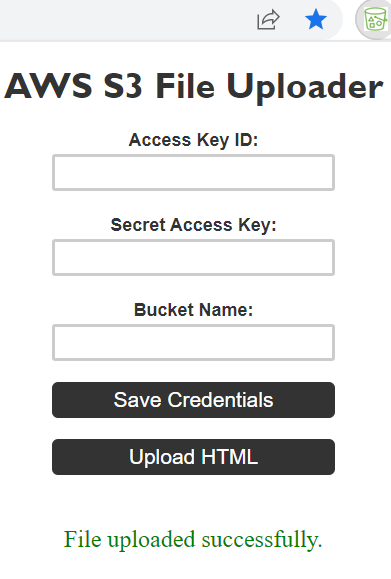 AWS S3 File Uploader
Access Key ID:
Secret Access Key:
Bucket Name:
Save Credentials
Upload HTML
File uploaded successfully.